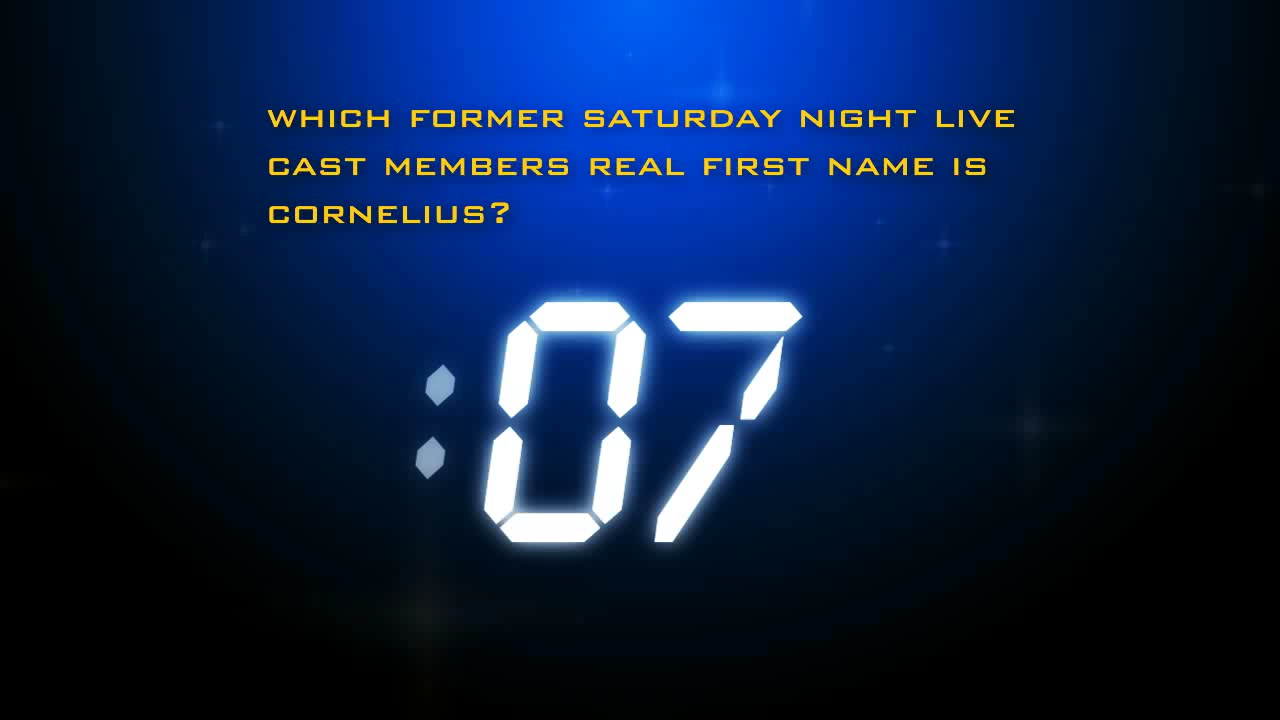 WHICH FORMER SATURDAY NIGHT LIVE
CAST MEMBERS REAL FIRST NAME IS
CORNELIUS?
:07